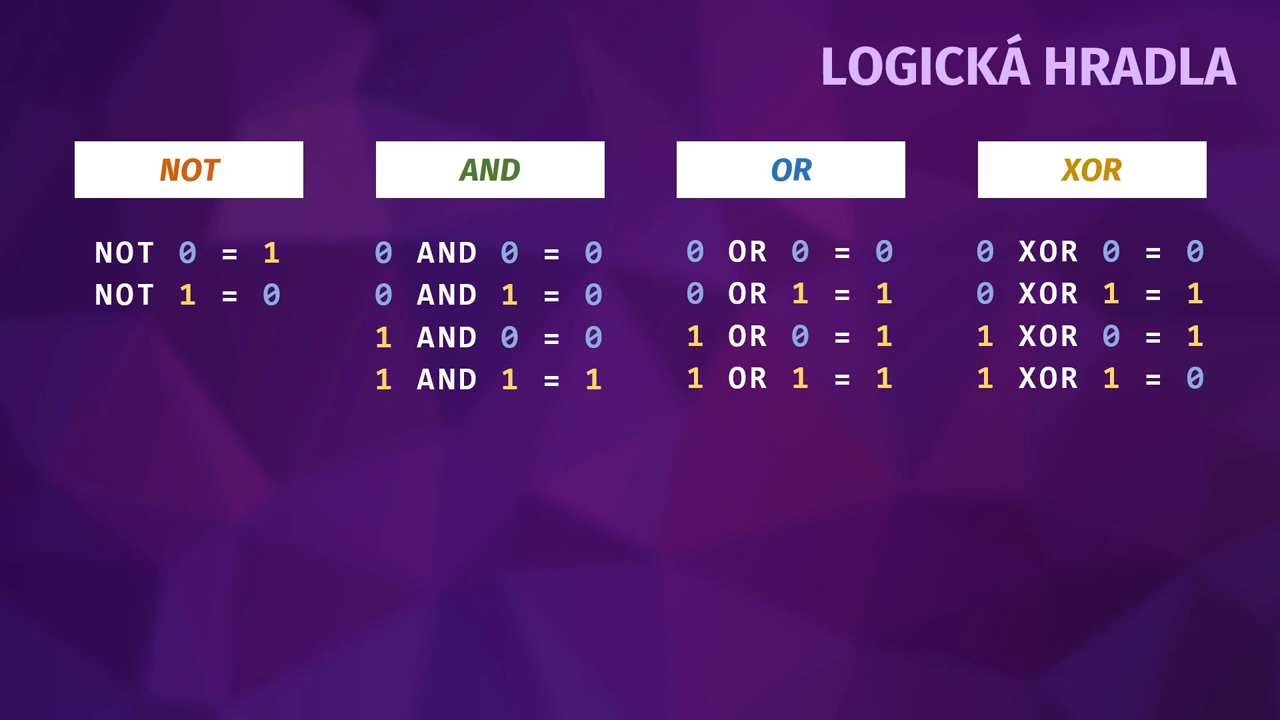 LOGICKÁ HRADLA
NOT
NOT 0 = 1
NOT 1 = 0
AND
0 AND 0 = 0
0 AND 1 = 0
1 AND 0 = 0
1 AND 1 = 1
OR
0 OR 0 = 0
0 OR 1 = 1
1 OR 0 = 1
1 OR 1 = 1
XOR
0 XOR 0 = 0
0 XOR 1 = 1
1 XOR 0 = 1
1 XOR 1 = 0